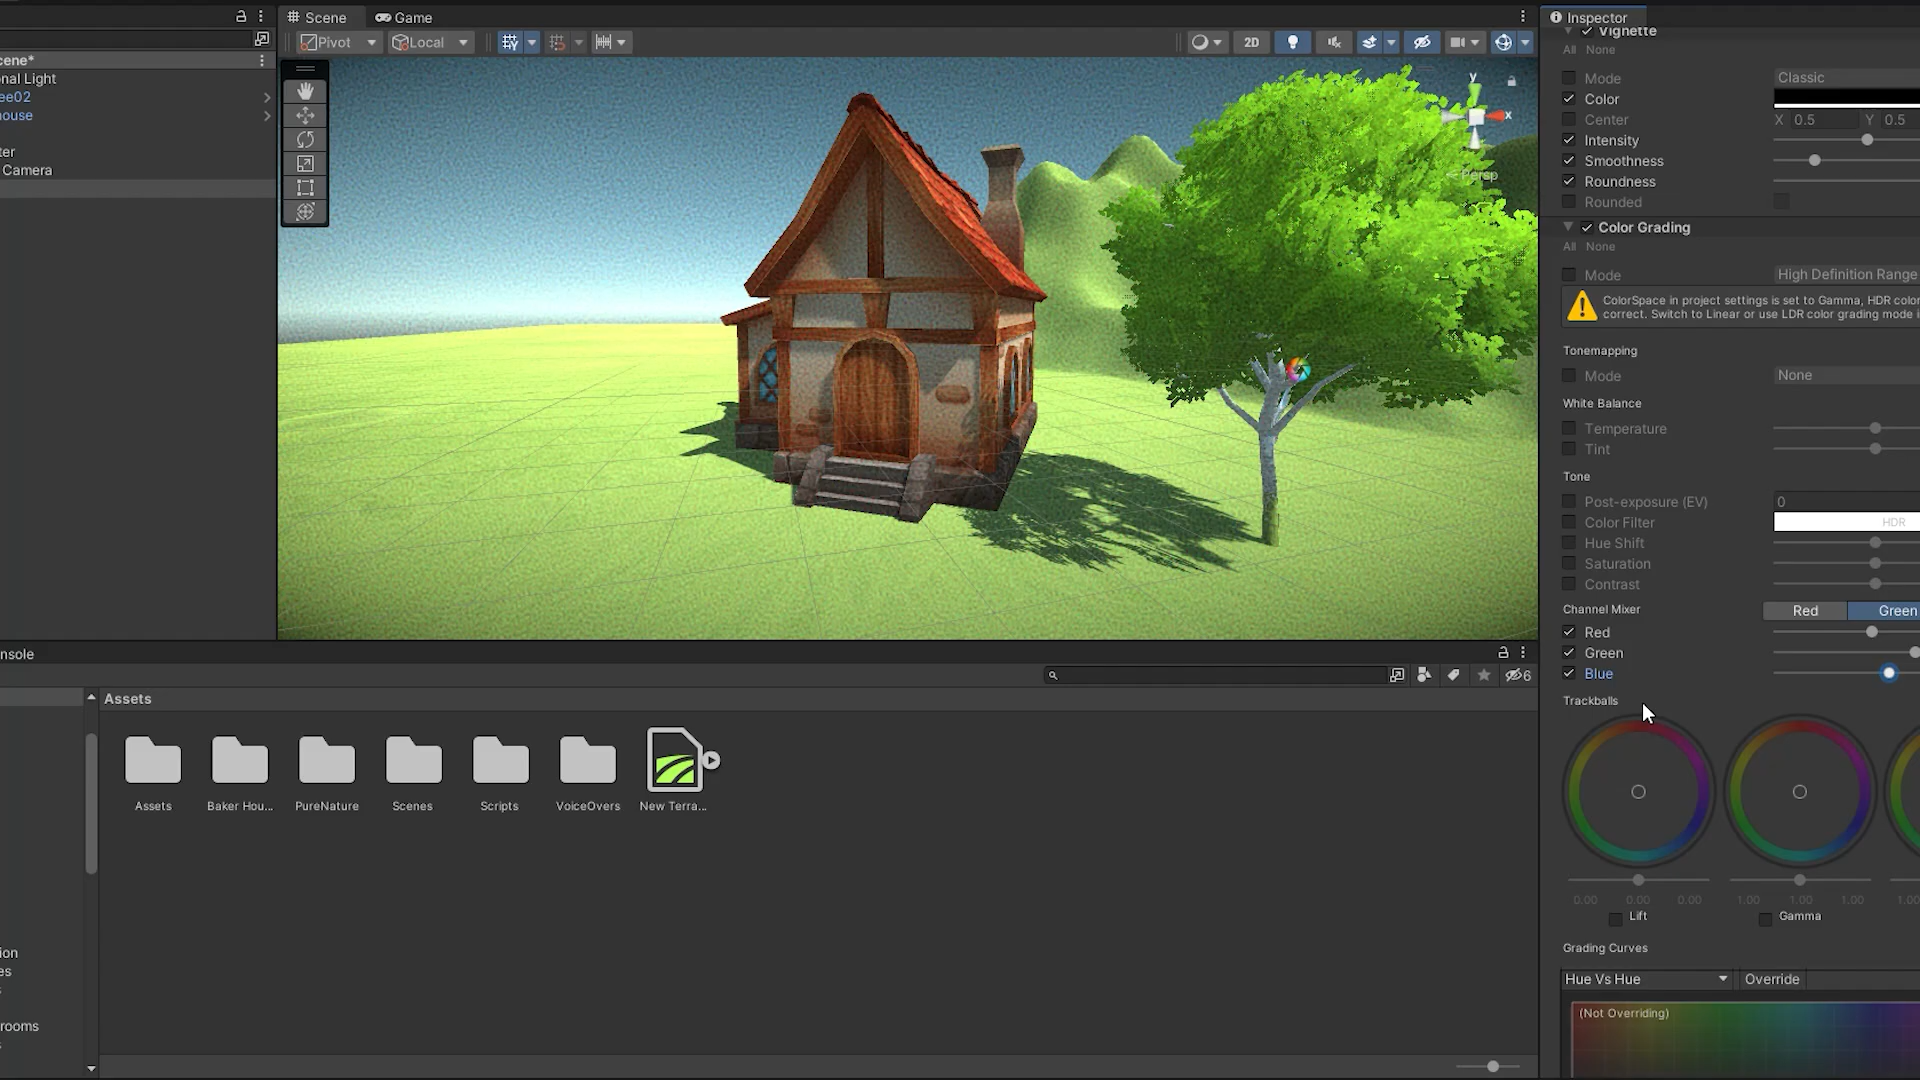 Scene
Game
Inspector
Pivot
Local
2D
Vignette
All None
Mode
Classic
Color
Center
X 0.5 Y 0.5
Intensity
Smoothness
Roundness
Rounded
cene*
nal Light
ee02
house
ter
Camera
y
x
Persp
Color Grading
All None
Mode
High Definition Range
ColorSpace in project settings is set to Gamma, HDR color
correct. Switch to Linear or use LDR color grading mode i
Tonemapping
Mode
None
White Balance
Temperature
Tint
Tone
Post-exposure (EV)
0
Color Filter
HDR
Hue Shift
Saturation
Contrast
Channel Mixer
Red Green
Red
Green
Blue
Trackballs
0.00 0.00 0.00
1.00 1.00 1.00
1.00
Lift
Gamma
Grading Curves
Hue Vs Hue
Override
(Not Overriding)
nsole
6
Assets
Assets
Baker Hou...
PureNature
Scenes
Scripts
VoiceOvers
New Terra...
ion
es
s
rooms
s